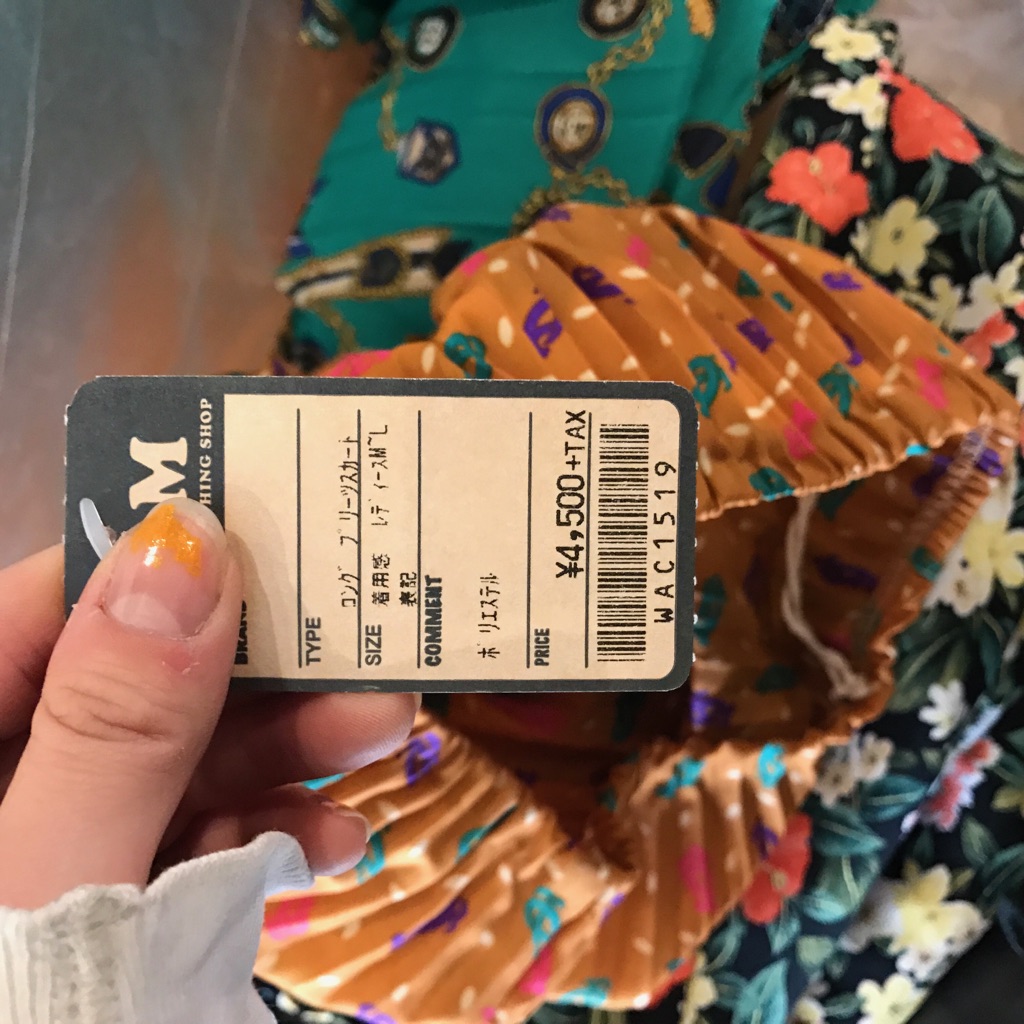 M
HING SHOP
TYPE
ロング プリーツスカート
SIZE
着用感 レディースM~L
表記
COMMENT
ポリエステル
PRICE
¥4,500+TAX
WAC1519